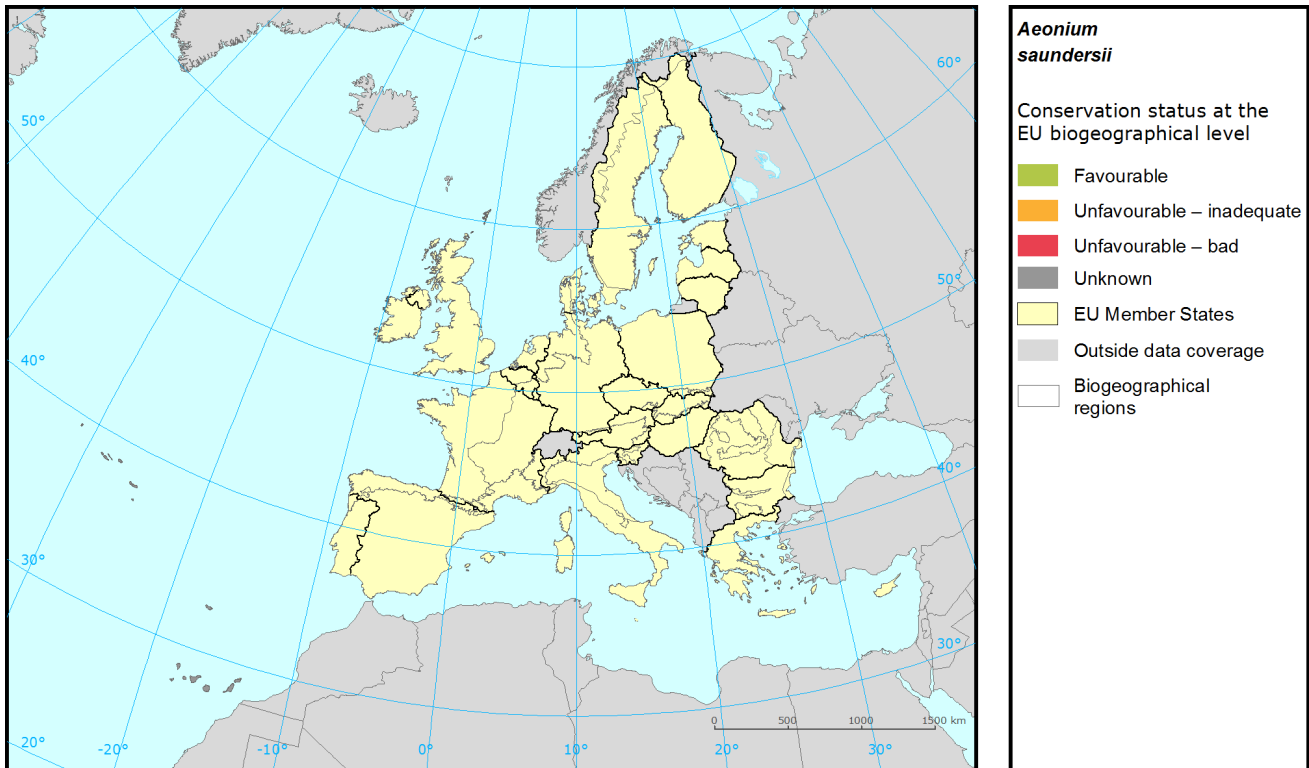 Aeonium
saundersii
Conservation status at the
EU biogeographical level
Favourable
Unfavourable – inadequate
Unfavourable – bad
Unknown
EU Member States
Outside data coverage
Biogeographical
regions
60°
50°
50°
40°
40°
30°
30°
0 500 1000 1500 km
20° -20° -10° 0° 10° 20° 30°